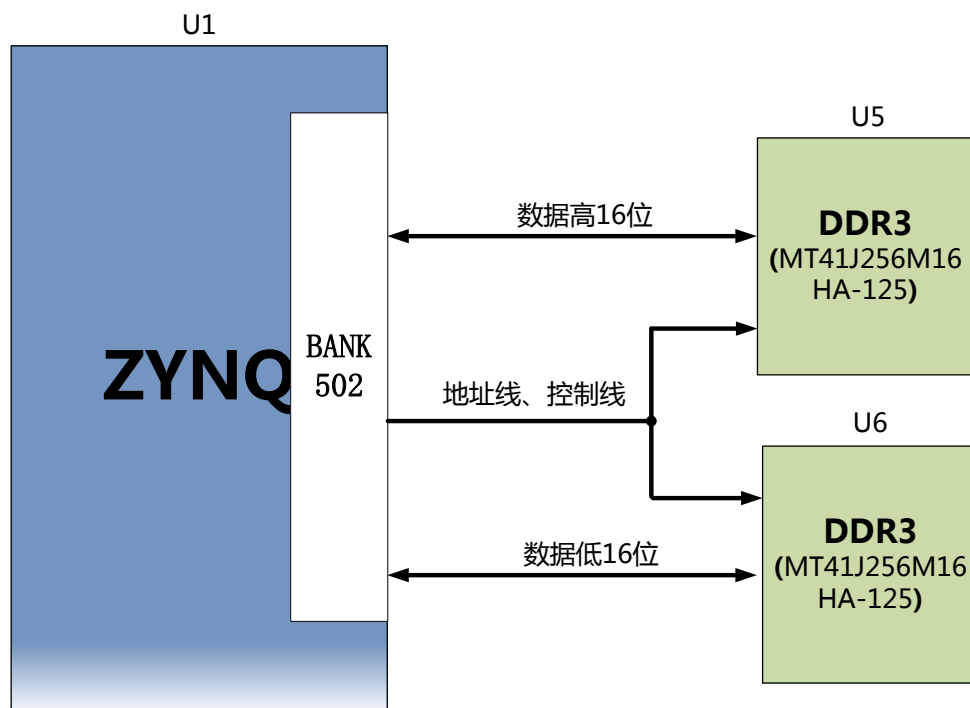 U1
U5
数据高16位
DDR3
(MT41J256M16
HA-125)
ZYNQ
BANK
502
地址线、控制线
U6
数据低16位
DDR3
(MT41J256M16
HA-125)